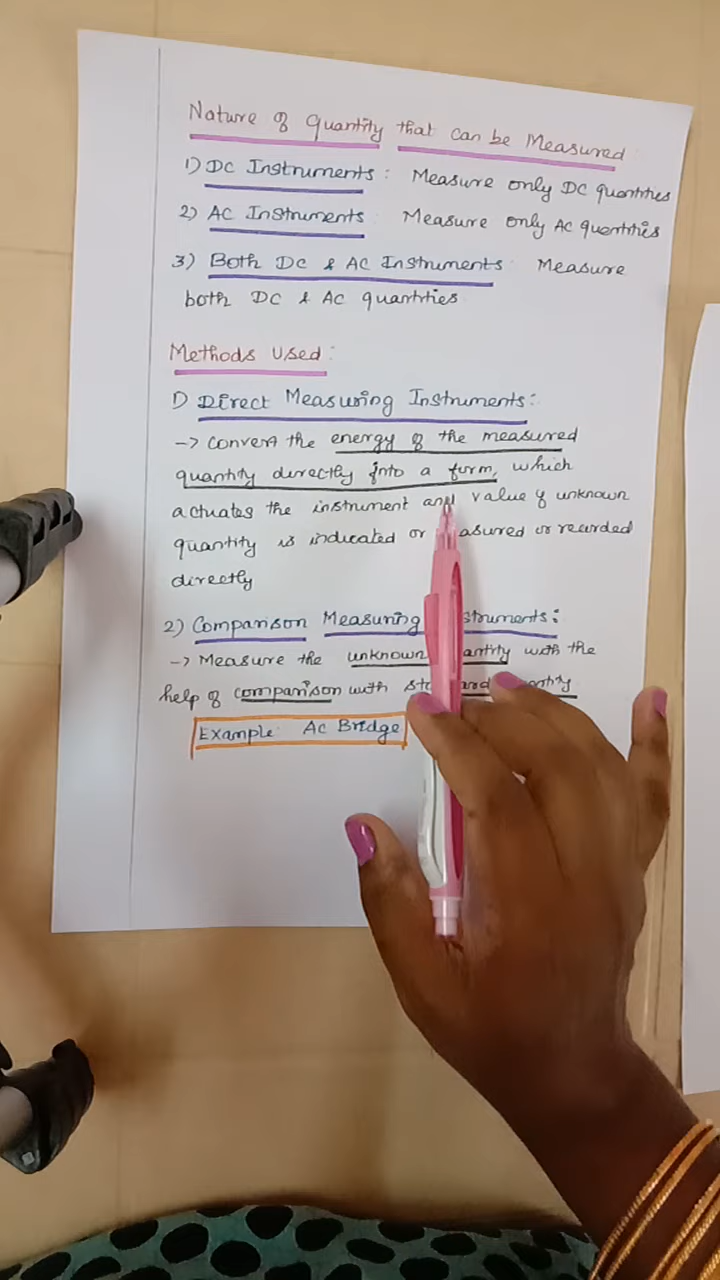 Nature of Quantity that can be Measured:
1) DC Instruments: Measure only DC quantities
2) AC Instruments: Measure only AC quantities
3) Both DC & AC Instruments: Measure
both DC & AC quantities
Methods Used:
1) Direct Measuring Instruments:
-> Convert the energy of the measured
quantity directly into a form, which
actuates the instrument and value of unknown
quantity is indicated or or recorded
directly
2) Comparison Measuring :
-> Measure the unknown with the
help of comparison with
Example: AC Bridge